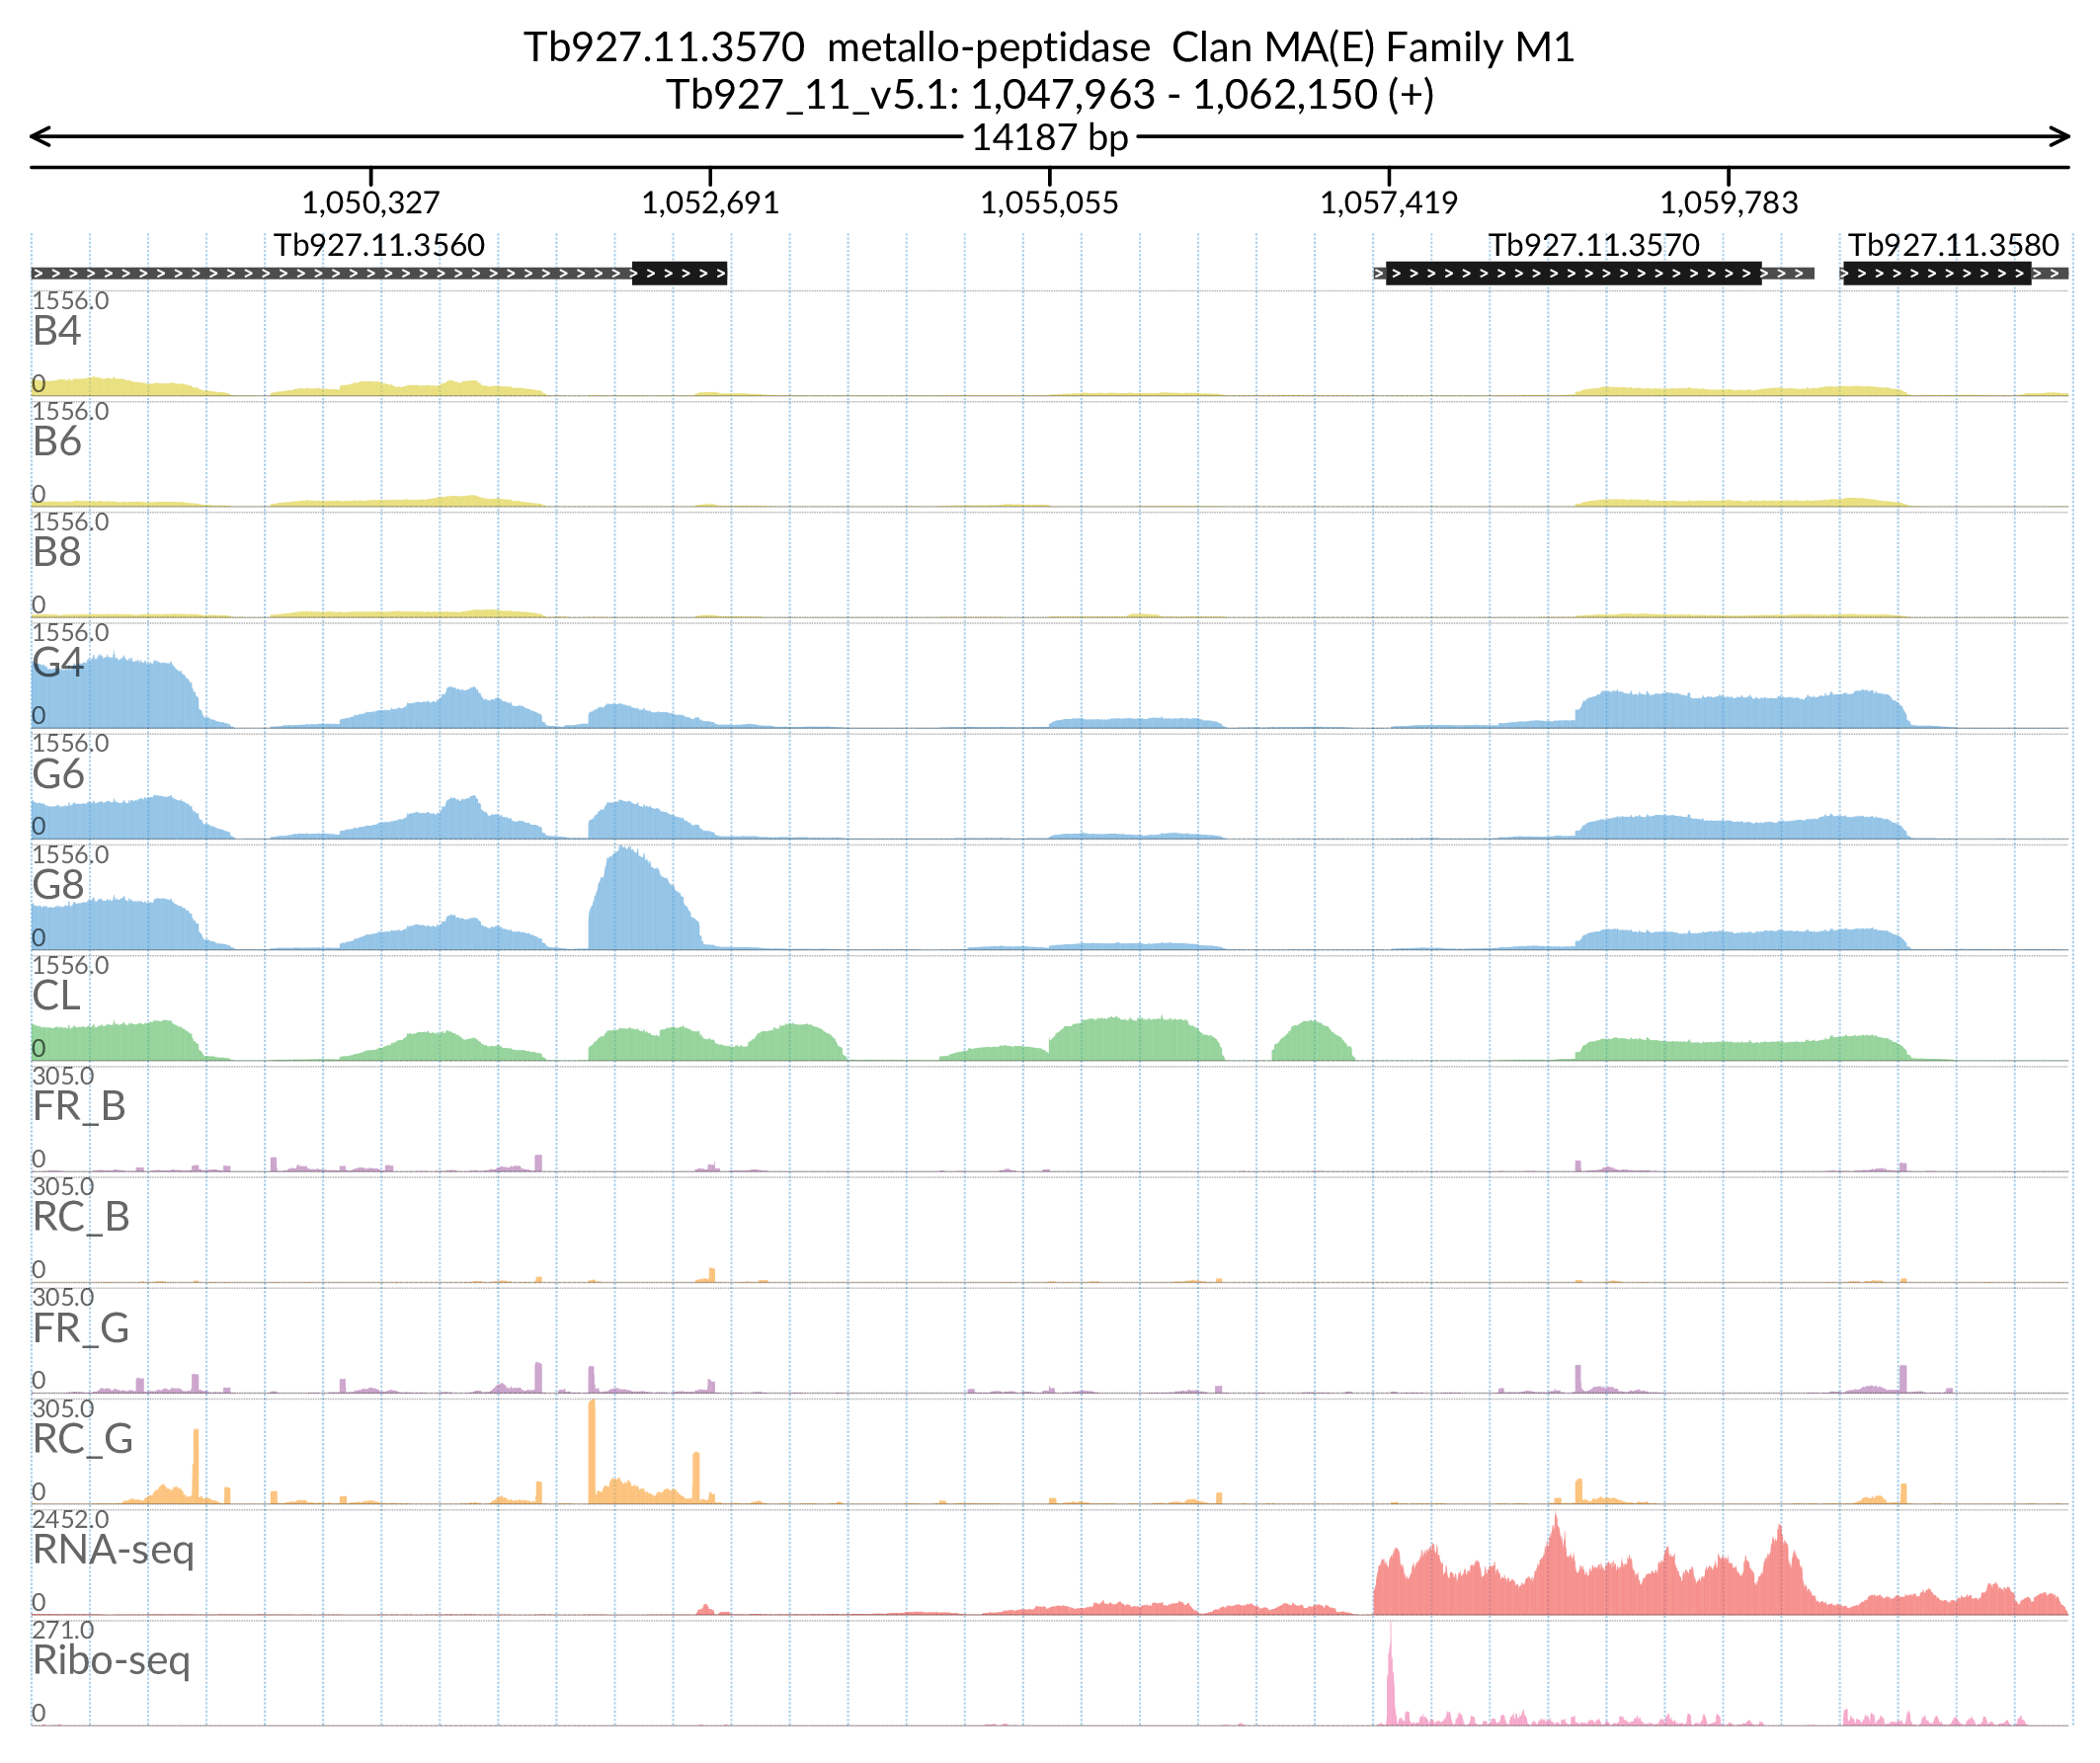 Tb927.11.3570 metallo-peptidase Clan MA(E) Family M1
Tb927_11_v5.1: 1,047,963 - 1,062,150 (+)
14187 bp
1,050,327 1,052,691 1,055,055 1,057,419 1,059,783
Tb927.11.3560 Tb927.11.3570 Tb927.11.3580
1556.0
B4
0
1556.0
B6
0
1556.0
B8
0
1556.0
G4
0
1556.0
G6
0
1556.0
G8
0
1556.0
CL
0
305.0
FR_B
0
305.0
RC_B
0
305.0
FR_G
0
305.0
RC_G
0
2452.0
RNA-seq
0
271.0
Ribo-seq
0